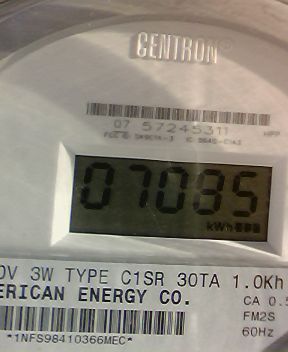 CENTRON®
07 57245311
07085
kWh
0V 3W TYPE C1SR 30TA 1.0Kh
ERICAN ENERGY CO.
CA 0.5
FM2S
60Hz
*1NFS98410366MEC*